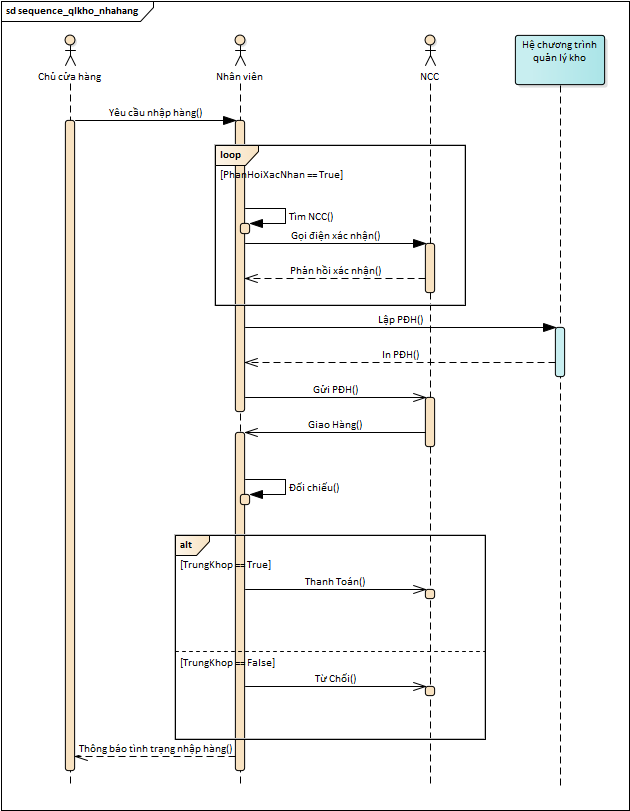 sd sequence_qlkho_nhahang
Hệ chương trình
quản lý kho
Chủ cửa hàng
Nhân viên
NCC
Yêu cầu nhập hàng()
loop
[PhanHoiXacNhan == True]
Tìm NCC()
Gọi điện xác nhận()
Phản hồi xác nhận()
Lập PĐH()
In PĐH()
Gửi PĐH()
Giao Hàng()
Đối chiếu()
alt
[TrungKhop == True]
Thanh Toán()
[TrungKhop == False]
Từ Chối()
Thông báo tình trạng nhập hàng()